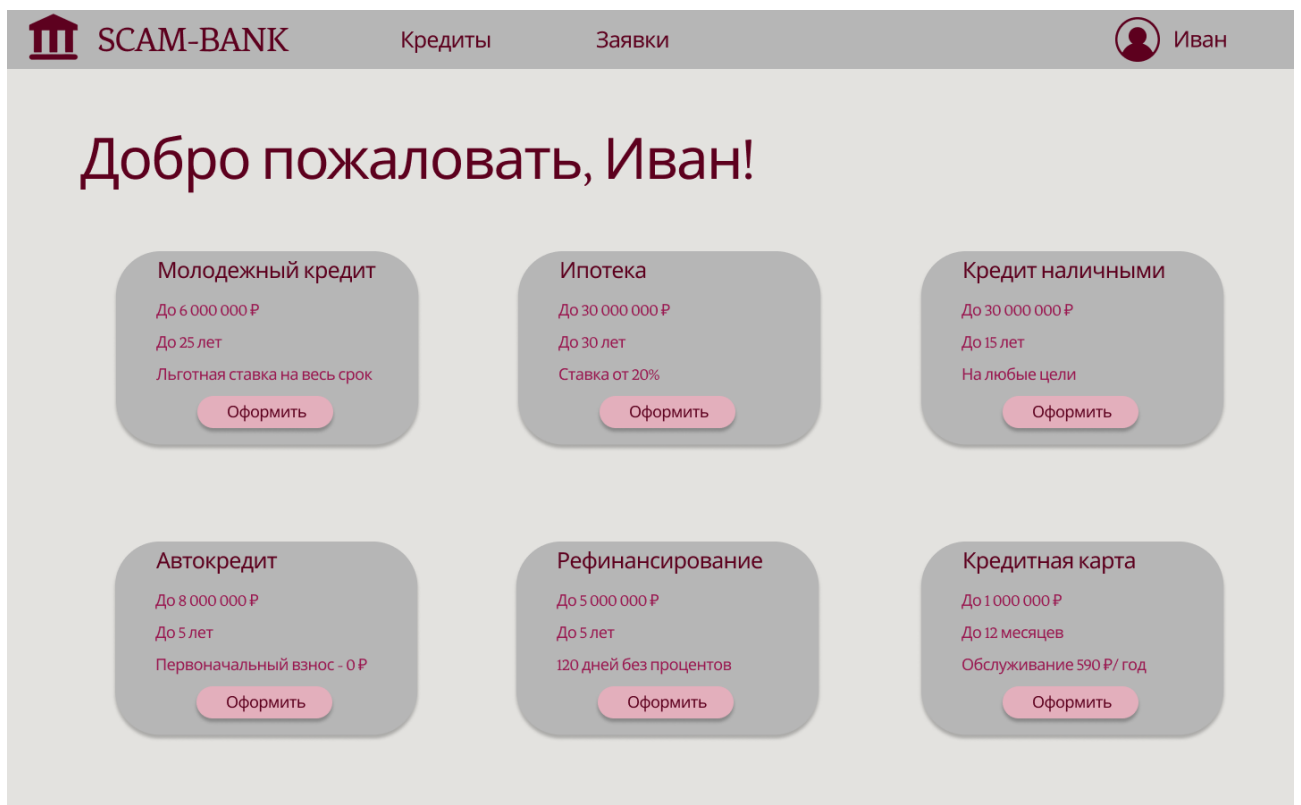 SCAM-BANK Кредиты Заявки Иван
Добро пожаловать, Иван!
Молодежный кредит
До 6 000 000 ₽
До 25 лет
Льготная ставка на весь срок
Оформить
Ипотека
До 30 000 000 ₽
До 30 лет
Ставка от 20%
Оформить
Кредит наличными
До 30 000 000 ₽
До 15 лет
На любые цели
Оформить
Автокредит
До 8 000 000 ₽
До 5 лет
Первоначальный взнос - 0 ₽
Оформить
Рефинансирование
До 5 000 000 ₽
До 5 лет
120 дней без процентов
Оформить
Кредитная карта
До 1 000 000 ₽
До 12 месяцев
Обслуживание 590 ₽/ год
Оформить